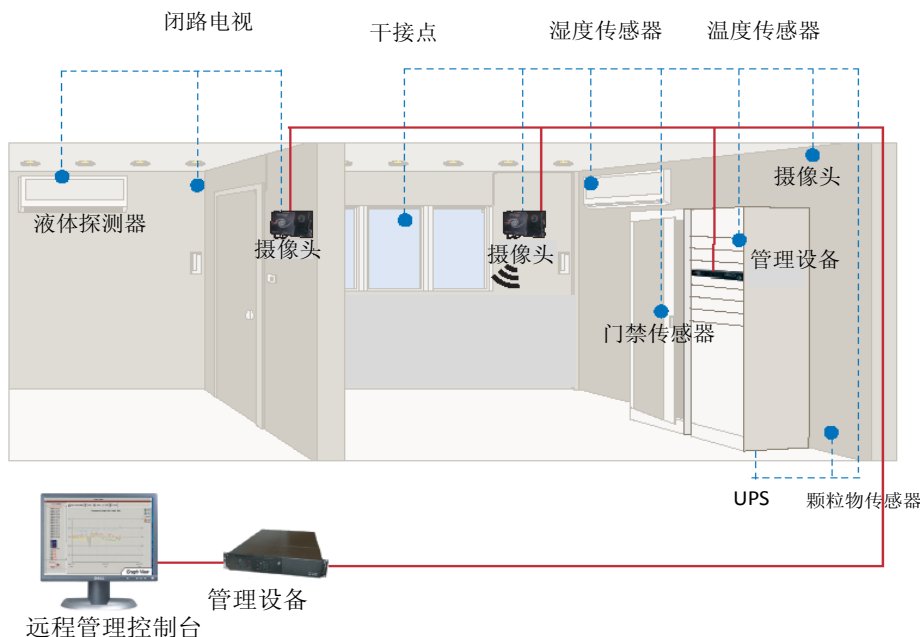 闭路电视
干接点
湿度传感器
温度传感器
摄像头
液体探测器
摄像头
摄像头
管理设备
门禁传感器
UPS
颗粒物传感器
Graph View
管理设备
远程管理控制台